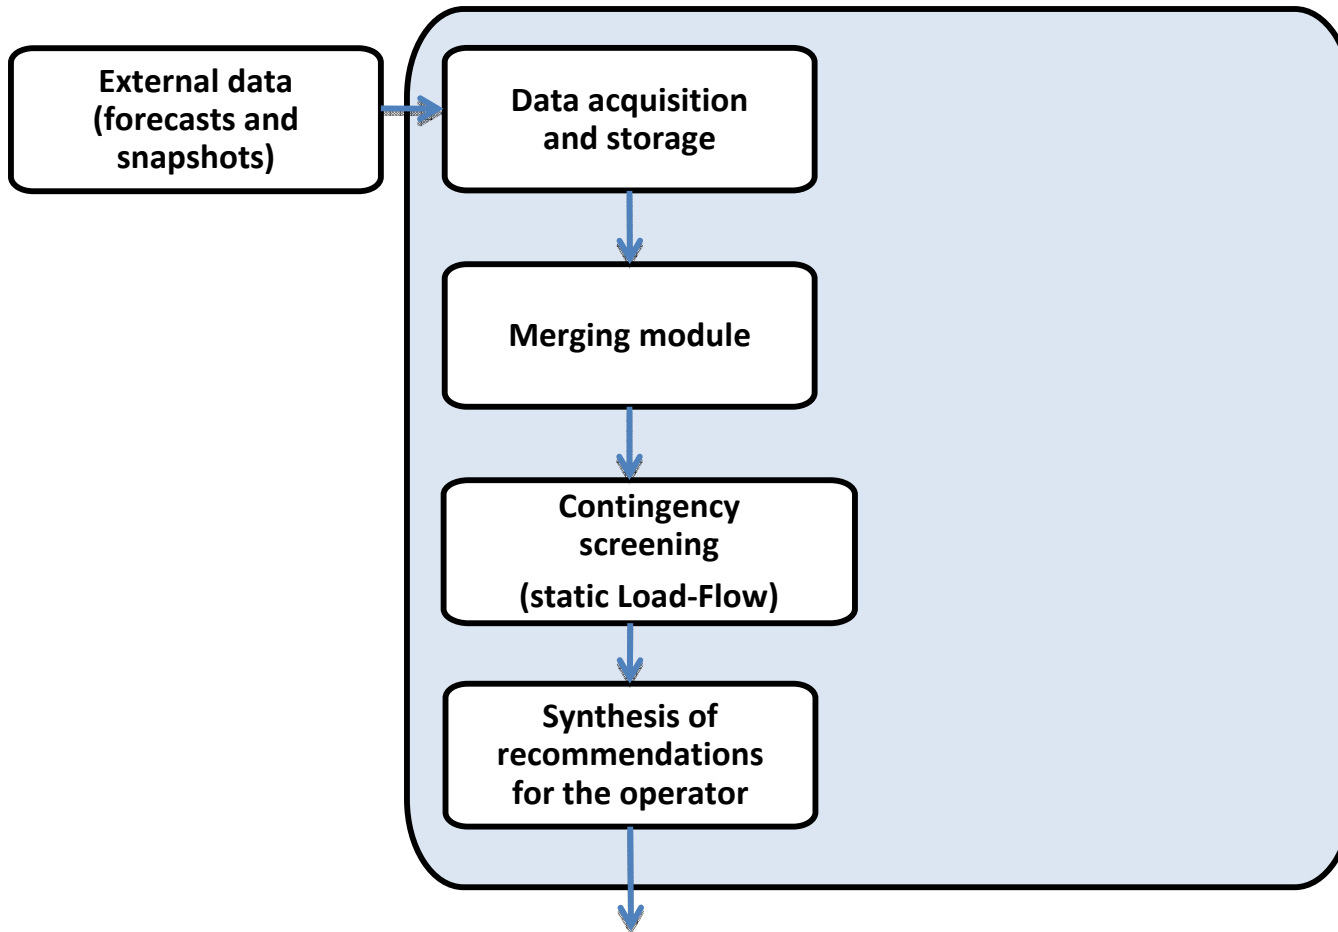 External data
(forecasts and
snapshots)
Data acquisition
and storage
Merging module
Contingency
screening
(static Load-Flow)
Synthesis of
recommendations
for the operator